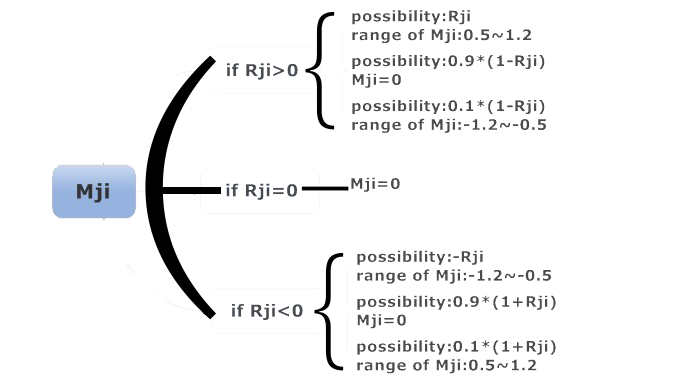 Mji
if Rji>0
possibility:Rji
range of Mji:0.5~1.2
possibility:0.9*(1-Rji)
Mji=0
possibility:0.1*(1-Rji)
range of Mji:-1.2~-0.5
if Rji=0
Mji=0
if Rji<0
possibility:-Rji
range of Mji:-1.2~-0.5
possibility:0.9*(1+Rji)
Mji=0
possibility:0.1*(1+Rji)
range of Mji:0.5~1.2